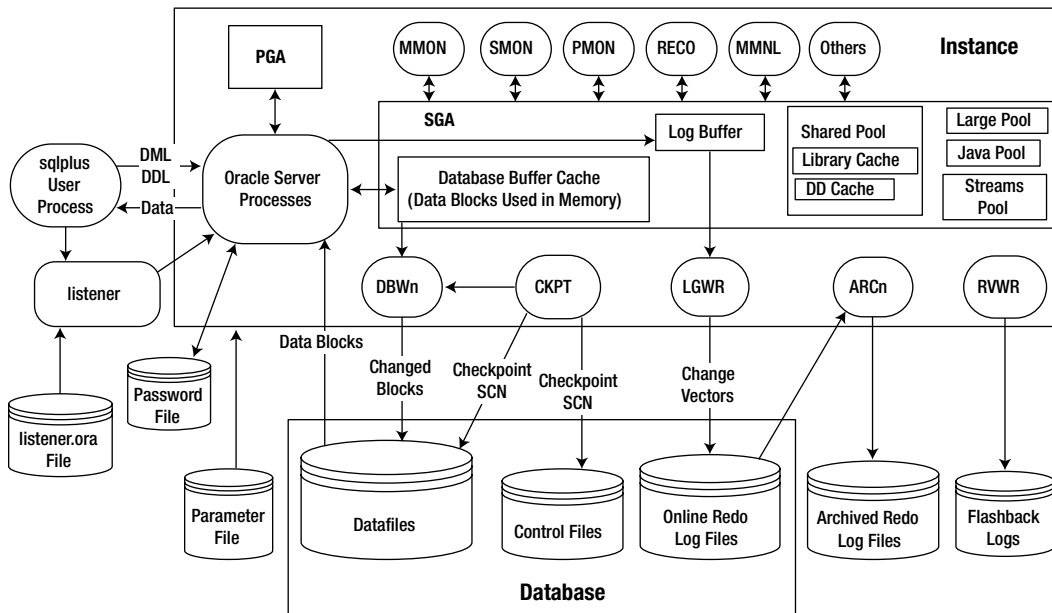 MMON
SMON
PMON
RECO
MMNL
Others
Instance
PGA
SGA
Log Buffer
Shared Pool
Library Cache
DD Cache
Large Pool
Java Pool
Streams
Pool
sqlplus
User
Process
DML
DDL
Data
Oracle Server
Processes
Database Buffer Cache
(Data Blocks Used in Memory)
listener
DBWn
CKPT
LGWR
ARCn
RVWR
Data Blocks
Changed
Blocks
Checkpoint
SCN
Checkpoint
SCN
Change
Vectors
Password
File
listener.ora
File
Parameter
File
Datafiles
Control Files
Online Redo
Log Files
Archived Redo
Log Files
Flashback
Logs
Database